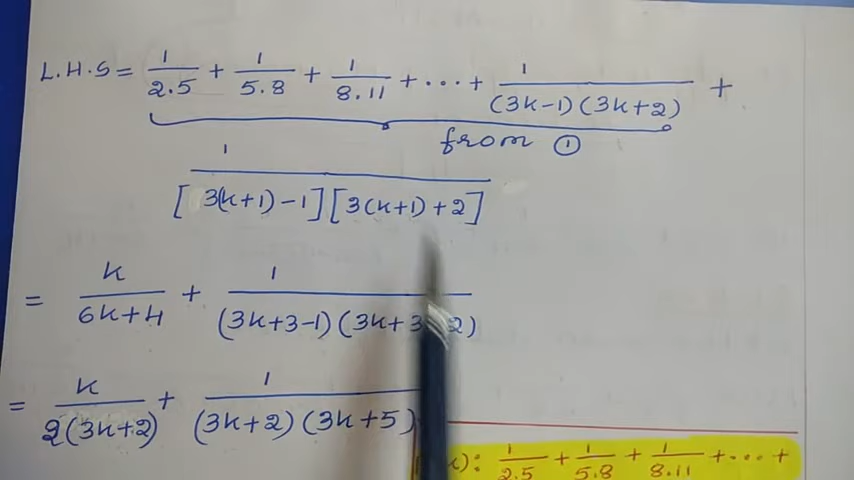 L.H.S = 1/2.5 + 1/5.8 + 1/8.11 + ... + 1/(3k-1)(3k+2) +
from ①
1/[3(k+1)-1][3(k+1)+2]
= k/6k+4 + 1/(3k+3-1)(3k+3 2)
= k/2(3k+2) + 1/(3k+2)(3k+5)
): 1/2.5 + 1/5.8 + 1/8.11 + ... +